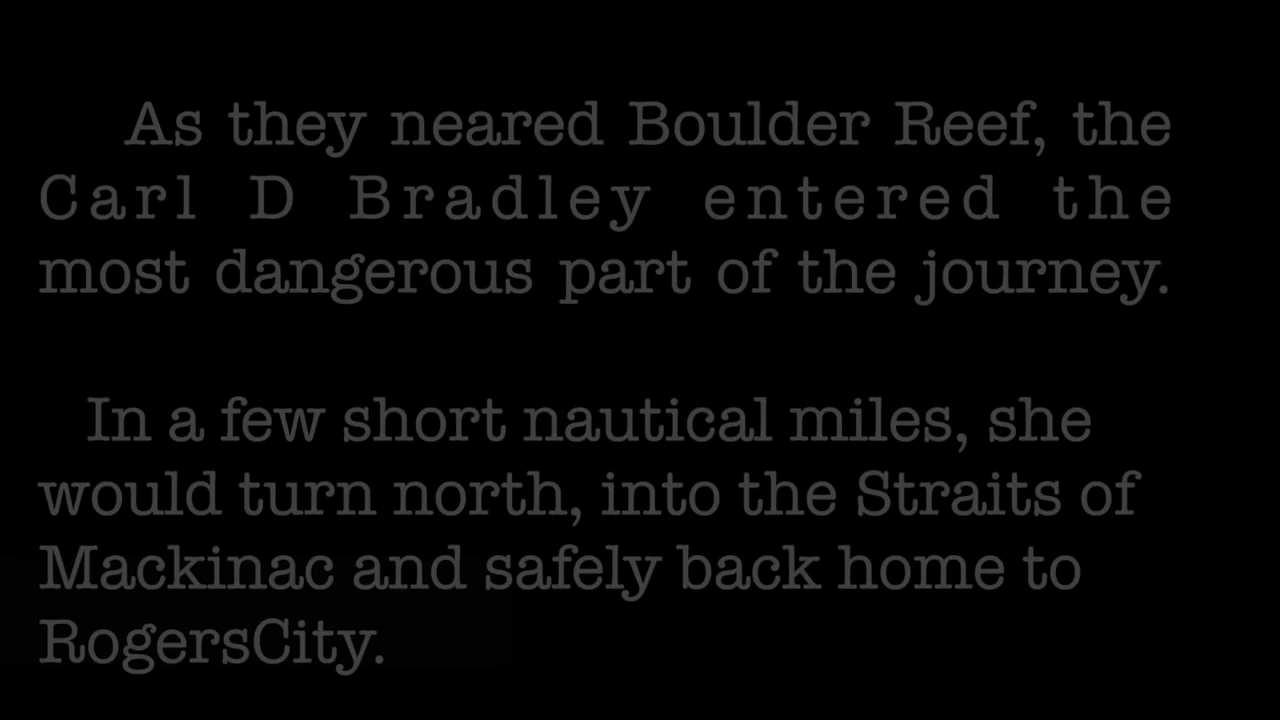 As they neared Boulder Reef, the
Carl D Bradley entered the
most dangerous part of the journey.
In a few short nautical miles, she
would turn north, into the Straits of
Mackinac and safely back home to
RogersCity.